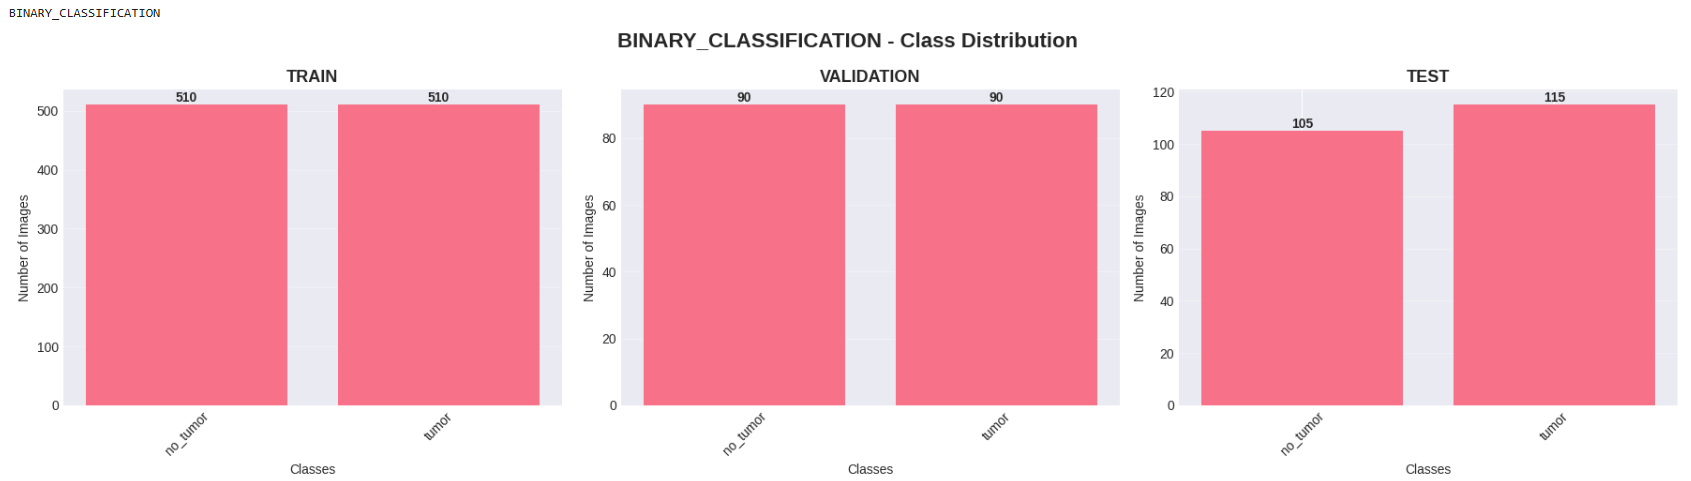 BINARY_CLASSIFICATION
BINARY_CLASSIFICATION - Class Distribution
TRAIN
510 510
500
400
300
200
100
0
Number of Images
no_tumor tumor
Classes
VALIDATION
90 90
80
60
40
20
0
Number of Images
no_tumor tumor
Classes
TEST
105 115
120
100
80
60
40
20
0
Number of Images
no_tumor tumor
Classes